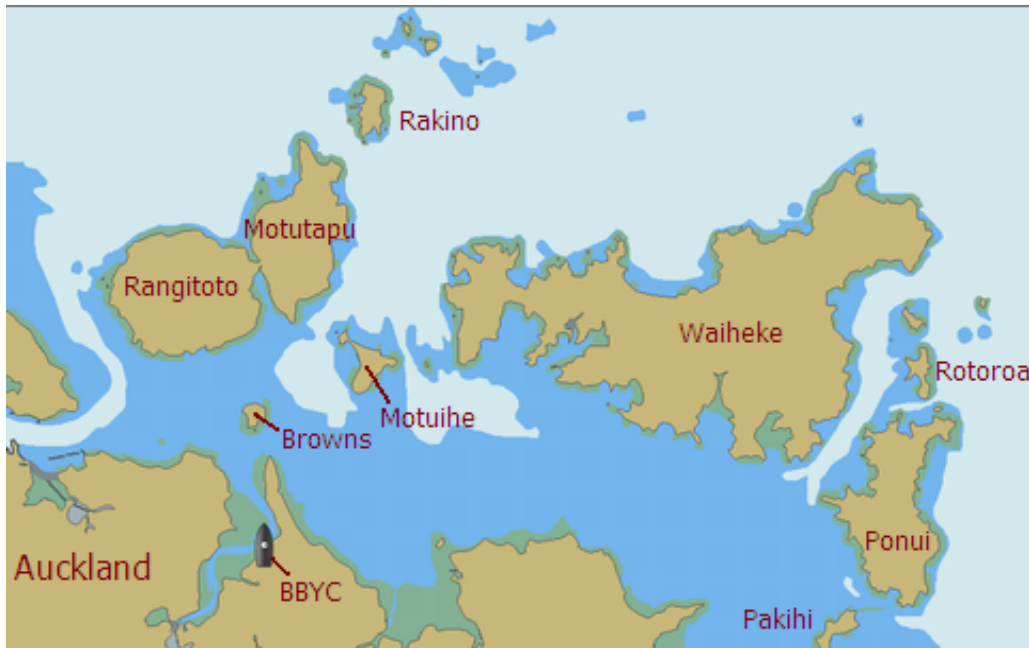 Rakino
Motutapu
Rangitoto
Waiheke
Rotoroa
Motuihe
Browns
Ponui
Auckland
BBYC
Pakihi